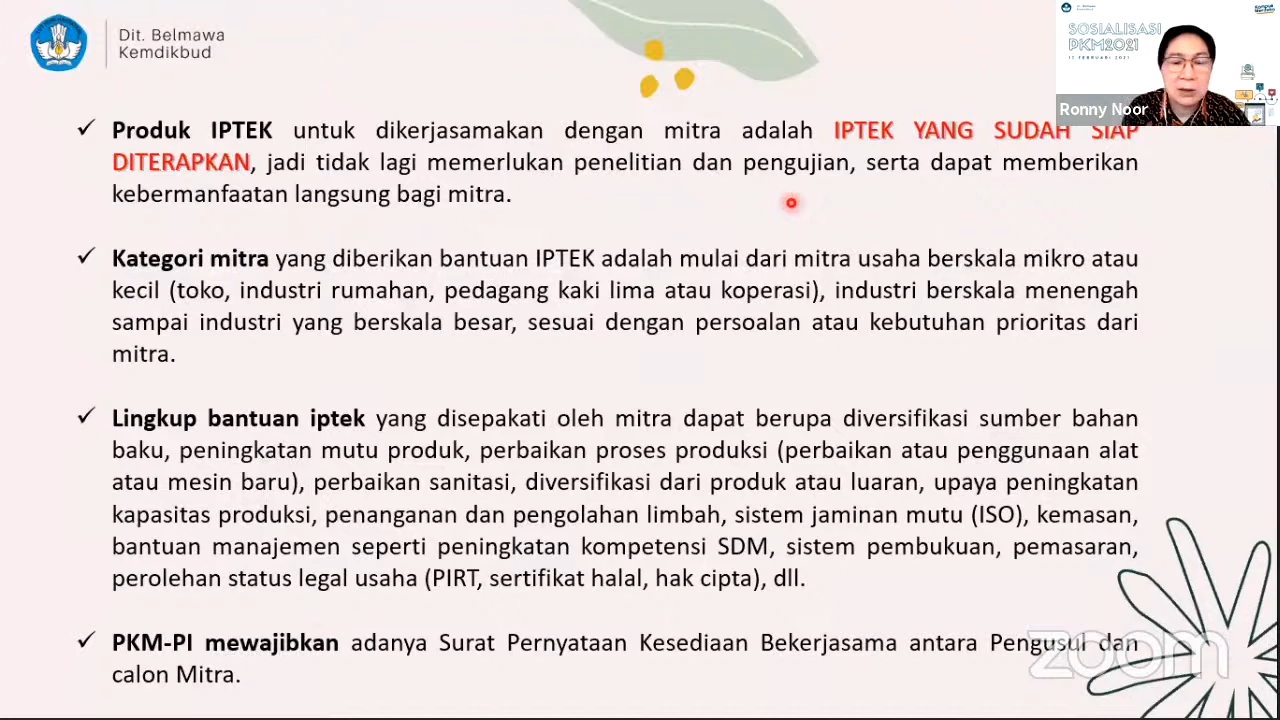 Dit. Belmawa
Kemdikbud
SOSIALISASI
PKM2021
11 FEBRUARI 2021
Ronny Noor
✓ Produk IPTEK untuk dikerjasamakan dengan mitra adalah IPTEK YANG SUDAH SIAP
DITERAPKAN, jadi tidak lagi memerlukan penelitian dan pengujian, serta dapat memberikan
kebermanfaatan langsung bagi mitra.
✓ Kategori mitra yang diberikan bantuan IPTEK adalah mulai dari mitra usaha berskala mikro atau
kecil (toko, industri rumahan, pedagang kaki lima atau koperasi), industri berskala menengah
sampai industri yang berskala besar, sesuai dengan persoalan atau kebutuhan prioritas dari
mitra.
✓ Lingkup bantuan iptek yang disepakati oleh mitra dapat berupa diversifikasi sumber bahan
baku, peningkatan mutu produk, perbaikan proses produksi (perbaikan atau penggunaan alat
atau mesin baru), perbaikan sanitasi, diversifikasi dari produk atau luaran, upaya peningkatan
kapasitas produksi, penanganan dan pengolahan limbah, sistem jaminan mutu (ISO), kemasan,
bantuan manajemen seperti peningkatan kompetensi SDM, sistem pembukuan, pemasaran,
perolehan status legal usaha (PIRT, sertifikat halal, hak cipta), dll.
✓ PKM-PI mewajibkan adanya Surat Pernyataan Kesediaan Bekerjasama antara Pengusul dan
calon Mitra.
zoom